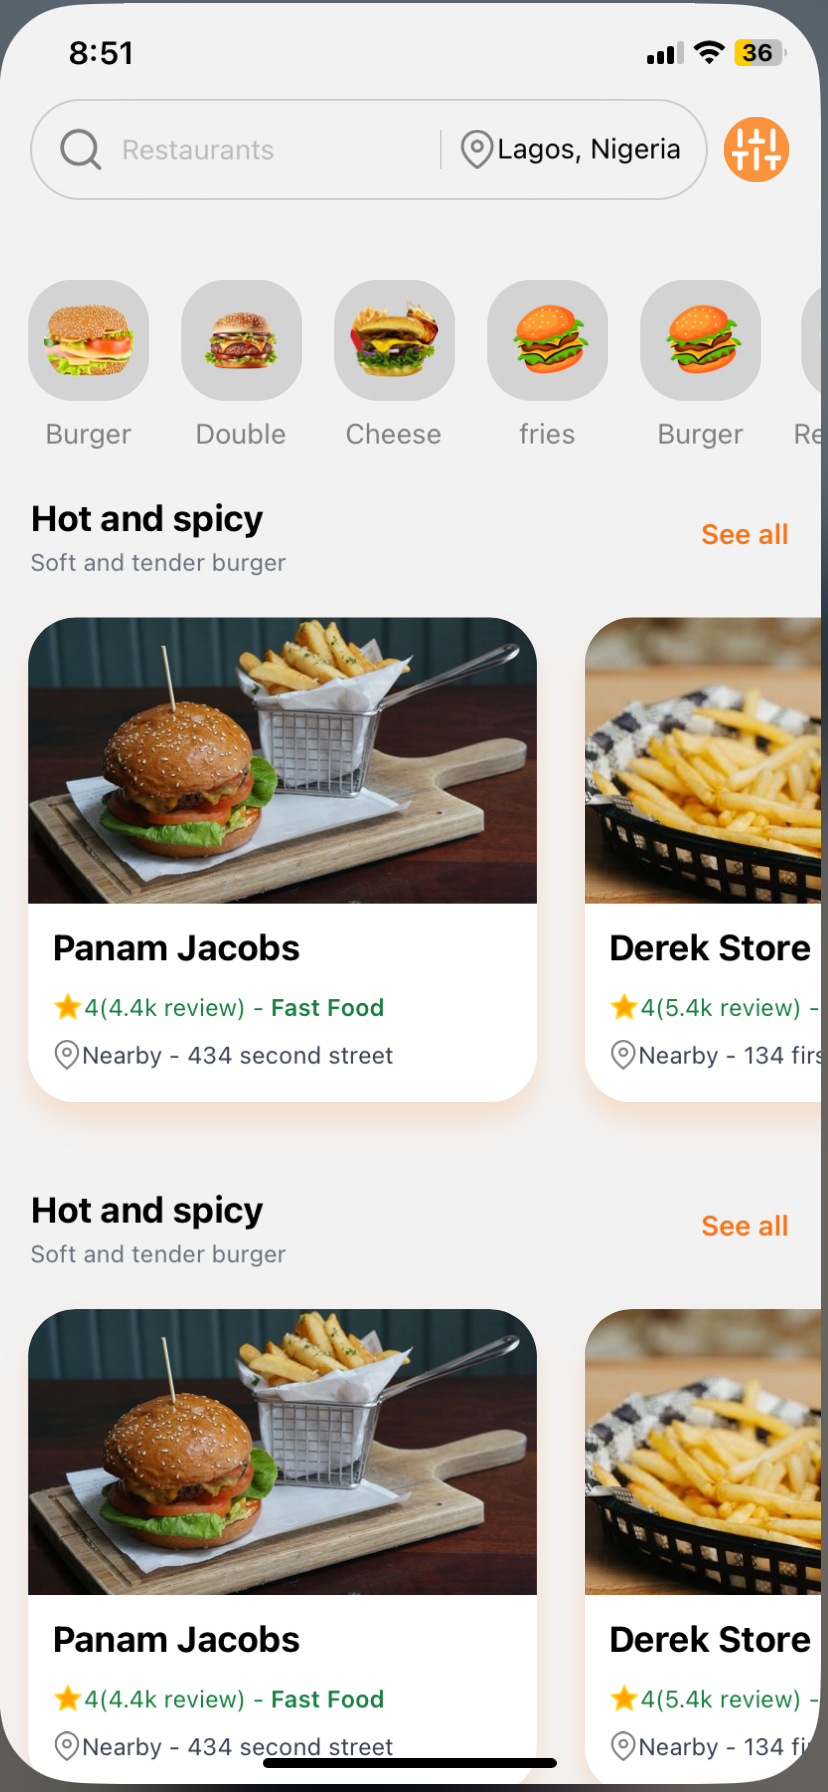 8:51 36
Restaurants Lagos, Nigeria
Burger Double Cheese fries Burger Re
Hot and spicy
See all
Soft and tender burger
Panam Jacobs
4(4.4k review) - Fast Food
Nearby - 434 second street
Derek Store
4(5.4k review) -
Nearby - 134 firs
Hot and spicy
See all
Soft and tender burger
Panam Jacobs
4(4.4k review) - Fast Food
Nearby - 434 second street
Derek Store
4(5.4k review) -
Nearby - 134 fi